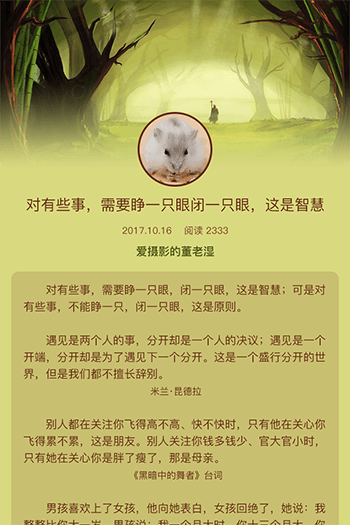 对有些事，需要睁一只眼闭一只眼，这是智慧
2017.10.16 阅读 2333
爱摄影的董老湿
对有些事，需要睁一只眼，闭一只眼，这是智慧；可是对
有些事，不能睁一只，闭一只眼，这是原则。
遇见是两个人的事，分开却是一个人的决议；遇见是一个
开端，分开却是为了遇见下一个分开。这是一个盛行分开的世
界，但是我们都不擅长辞别。
米兰·昆德拉
别人都在关注你飞得高不高、快不快时，只有他在关心你
飞得累不累，这是朋友。别人关注你钱多钱少、官大官小时，
只有她在关心你是胖了瘦了，那是母亲。
《黑暗中的舞者》台词
男孩喜欢上了女孩，他向她表白，女孩回绝了，她说：我